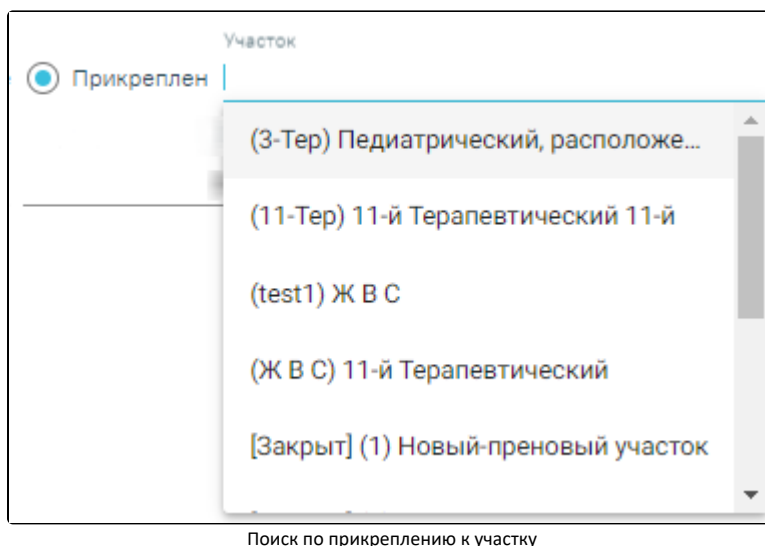 Участок
Прикреплен
(3-Тер) Педиатрический, расположе...
(11-Тер) 11-й Терапевтический 11-й
(test1) Ж В С
(Ж В С) 11-й Терапевтический
[Закрыт] (1) Новый-преновый участок
Поиск по прикреплению к участку